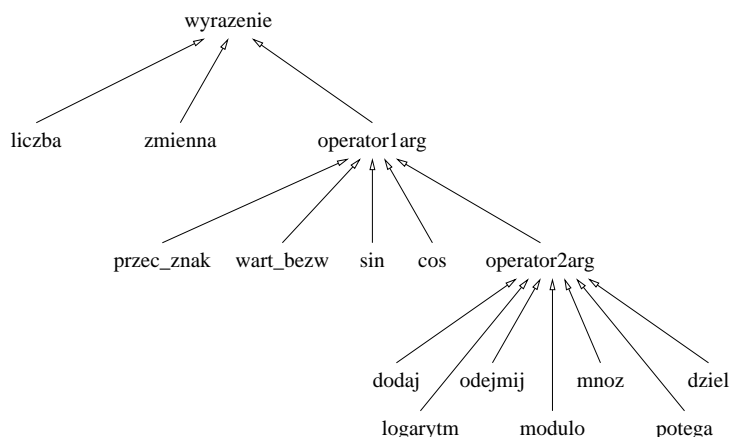 wyrazenie
liczba zmienna operator1arg
przec_znak wart_bezw sin cos operator2arg
dodaj odejmij mnoz dziel
logarytm modulo potega